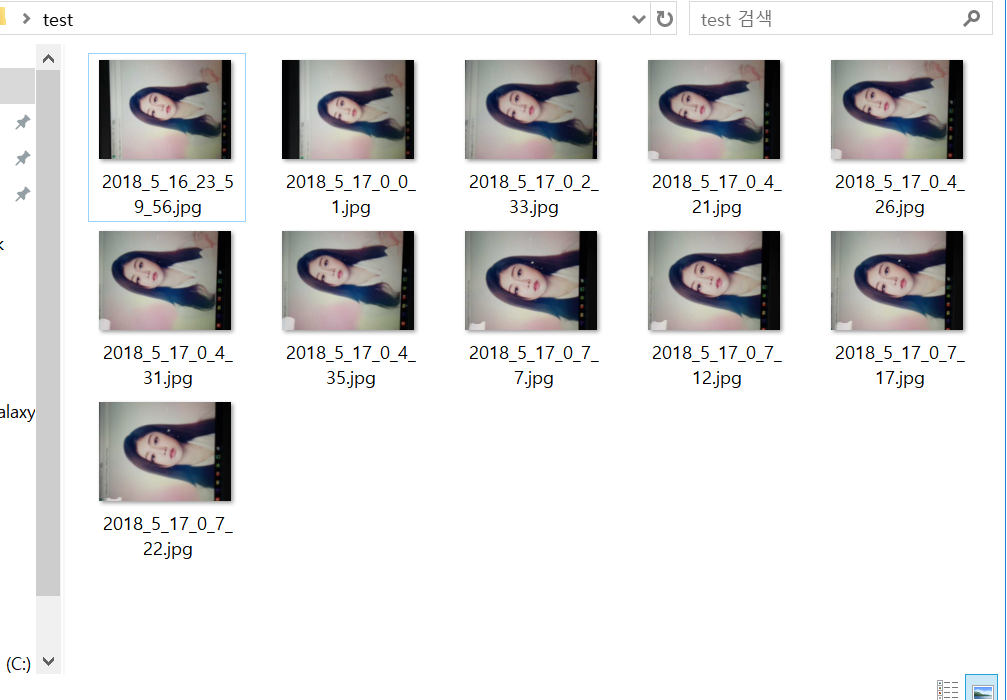 test
test 검색
2018_5_16_23_5
9_56.jpg
2018_5_17_0_0_
1.jpg
2018_5_17_0_2_
33.jpg
2018_5_17_0_4_
21.jpg
2018_5_17_0_4_
26.jpg
2018_5_17_0_4_
31.jpg
2018_5_17_0_4_
35.jpg
2018_5_17_0_7_
7.jpg
2018_5_17_0_7_
12.jpg
2018_5_17_0_7_
17.jpg
alaxy
2018_5_17_0_7_
22.jpg
(C:)